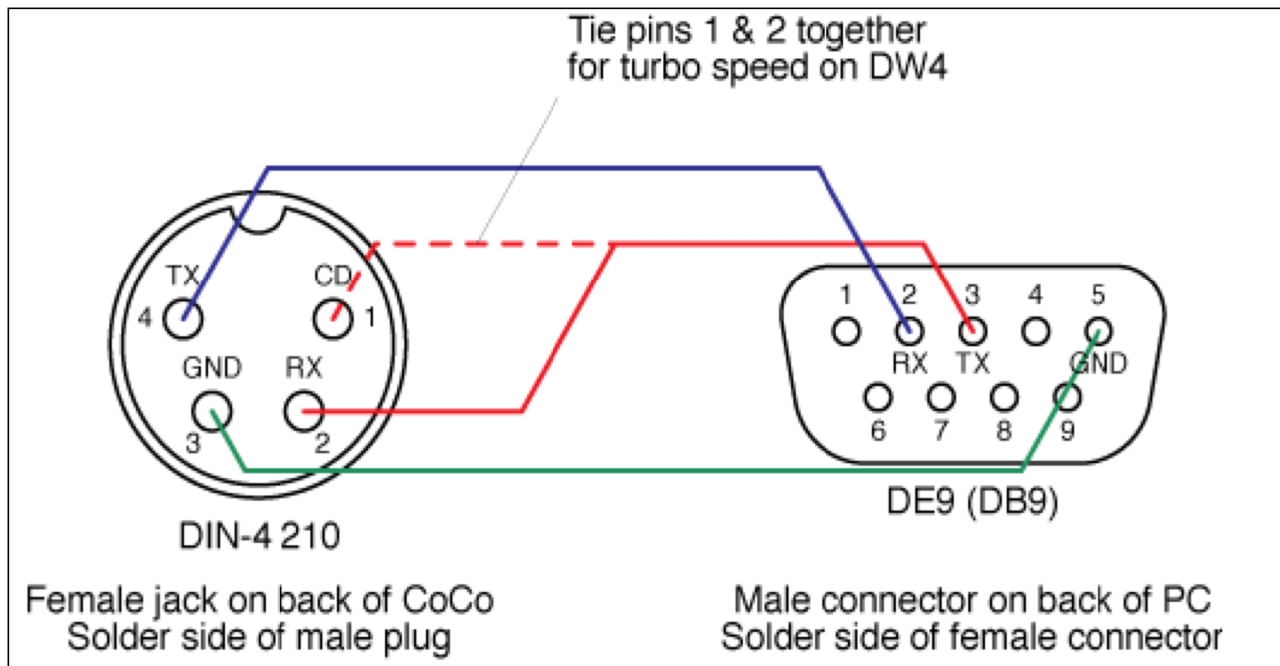 Tie pins 1 & 2 together
for turbo speed on DW4
TX
CD
4
1
GND
RX
3
2
1
2
3
4
5
RX
TX
GND
6
7
8
9
DIN-4 210
DE9 (DB9)
Female jack on back of CoCo
Solder side of male plug
Male connector on back of PC
Solder side of female connector